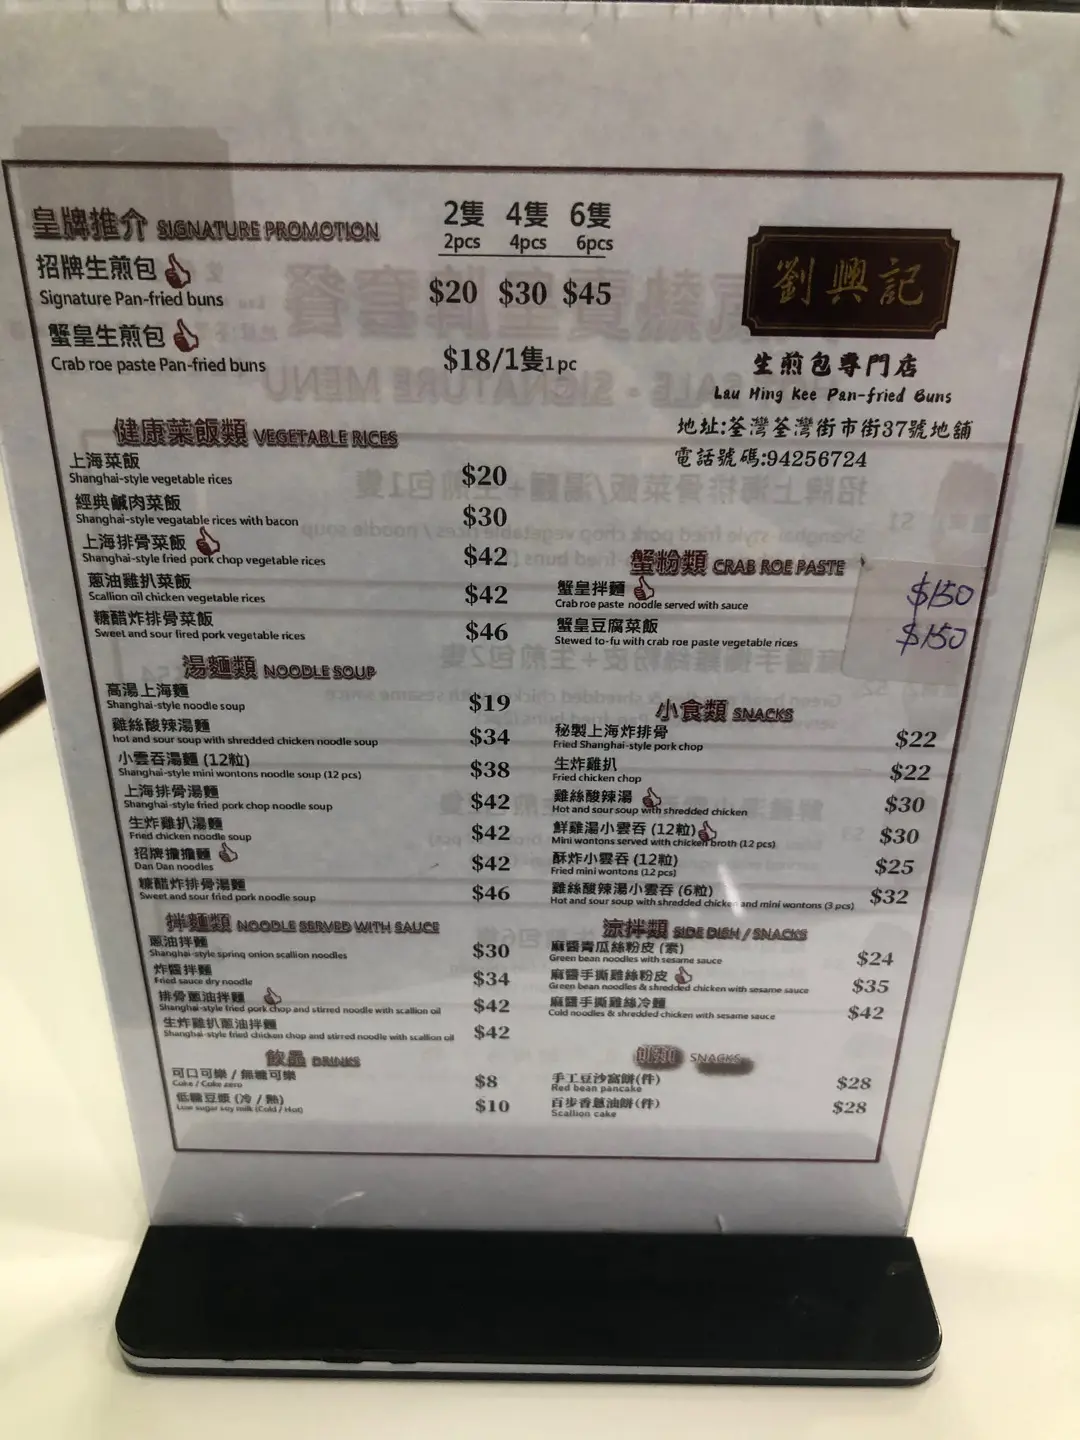 皇牌推介 SIGNATURE PROMOTION
2隻 4隻 6隻
2pcs 4pcs 6pcs
招牌生煎包
Signature Pan-fried buns
$20 $30 $45
蟹皇生煎包
Crab roe paste Pan-fried buns
$18/1隻1pc
劉興記
生煎包專門店
Lau Hing Kee Pan-fried Buns
地址:荃灣荃灣街市街37號地舖
電話號碼:94256724
健康菜飯類 VEGETABLE RICES
上海菜飯
Shanghai-style vegetable rices
$20
經典鹹肉菜飯
Shanghai-style vegatable rices with bacon
$30
上海排骨菜飯
Shanghai-style fried pork chop vegetable rices
$42
蔥油雞扒菜飯
Scallion oil chicken vegetable rices
$42
糖醋炸排骨菜飯
Sweet and sour fired pork vegetable rices
$46
湯麵類 NOODLE SOUP
高湯上海麵
Shanghai-style noodle soup
$19
雞絲酸辣湯麵
hot and sour soup with shredded chicken noodle soup
$34
小雲吞湯麵 (12粒)
Shanghai-style mini wontons noodle soup (12 pcs)
$38
上海排骨湯麵
Shanghai-style fried pork chop noodle soup
$42
生炸雞扒湯麵
Fried chicken noodle soup
$42
招牌擔擔麵
Dan Dan noodles
$42
糖醋炸排骨湯麵
Sweet and sour fried pork noodle soup
$46
拌麵類 NOODLE SERVED WITH SAUCE
蔥油拌麵
Shanghai-style spring onion scallion noodles
$30
炸醬拌麵
Fried sauce dry noodle
$34
排骨蔥油拌麵
Shanghai-style fried pork chop and stirred noodle with scallion oil
$42
生炸雞扒蔥油拌麵
Shanghai-style fried chicken chop and stirred noodle with scallion oil
$42
飲品 DRINKS
可口可樂 / 無糖可樂
Coke / Coke zero
$8
低糖豆漿 (冷 / 熱)
Low sugar soy milk (Cold / Hot)
$10
蟹粉類 CRAB ROE PASTE
蟹皇拌麵
Crab roe paste noodle served with sauce
$150
蟹皇豆腐菜飯
Stewed to-fu with crab roe paste vegetable rices
$150
小食類 SNACKS
秘製上海炸排骨
Fried Shanghai-style pork chop
$22
生炸雞扒
Fried chicken chop
$22
雞絲酸辣湯
Hot and sour soup with shredded chicken
$30
鮮雞湯小雲吞 (12粒)
Mini wontons served with chicken broth (12 pcs)
$30
酥炸小雲吞 (12粒)
Fried mini wontons (12 pcs)
$25
雞絲酸辣湯小雲吞 (6粒)
Hot and sour soup with shredded chicken and mini wontons (3 pcs)
$32
涼拌類 SIDE DISH / SNACKS
麻醬青瓜絲粉皮 (素)
Green bean noodles with sesame sauce
$24
麻醬手撕雞絲粉皮
Green bean noodles & shredded chicken with sesame sauce
$35
麻醬手撕雞絲冷麵
Cold noodles & shredded chicken with sesame sauce
$42
SNACKS
手工豆沙窩餅(件)
Red bean pancake
$28
百步香蔥油餅(件)
Scallion cake
$28